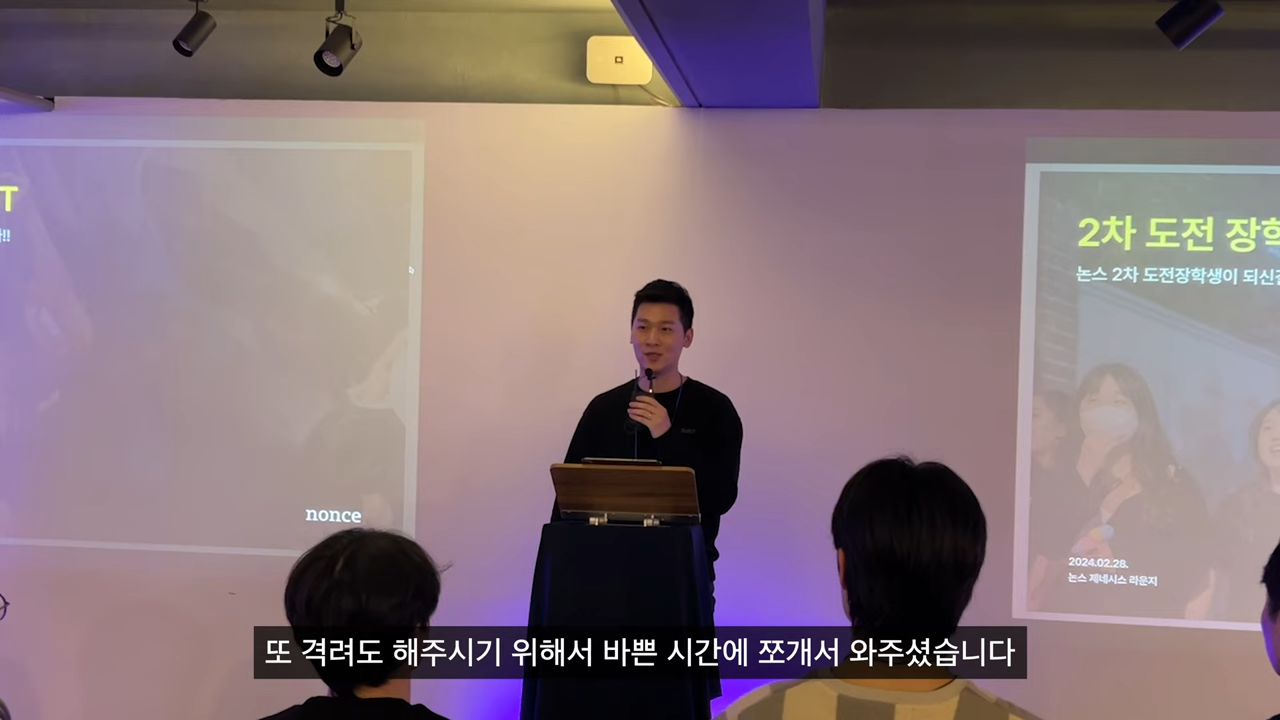 T
!!
nonce
2차 도전 장학
논스 2차 도전장학생이 되신
2024.02.28.
논스 제네시스 라운지
또 격려도 해주시기 위해서 바쁜 시간에 쪼개서 와주셨습니다